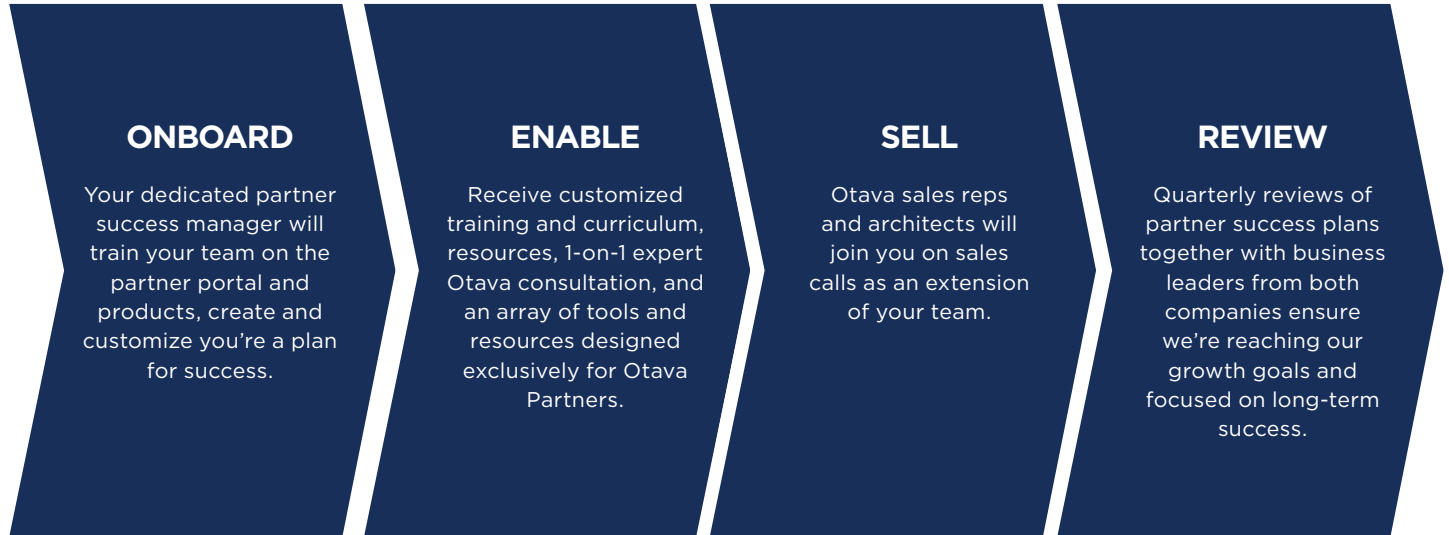 ONBOARD
Your dedicated partner
success manager will
train your team on the
partner portal and
products, create and
customize you’re a plan
for success.
ENABLE
Receive customized
training and curriculum,
resources, 1-on-1 expert
Otava consultation, and
an array of tools and
resources designed
exclusively for Otava
Partners.
SELL
Otava sales reps
and architects will
join you on sales
calls as an extension
of your team.
REVIEW
Quarterly reviews of
partner success plans
together with business
leaders from both
companies ensure
we’re reaching our
growth goals and
focused on long-term
success.